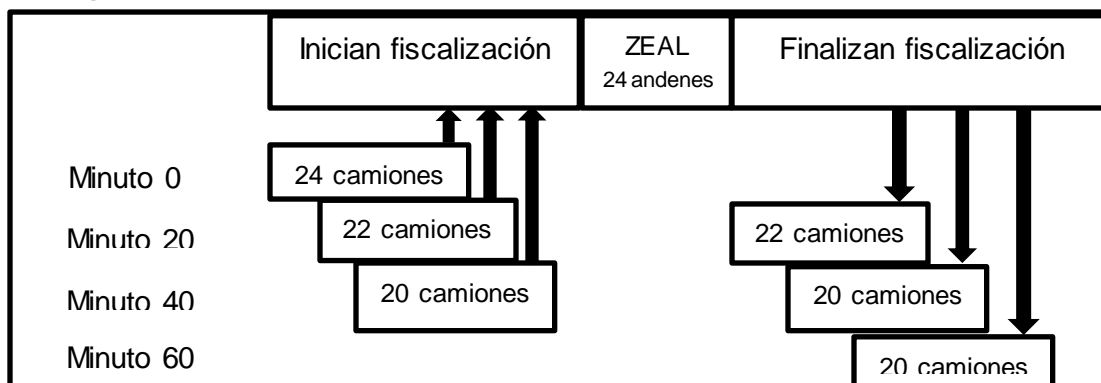 Inician fiscalización ZEAL Finalizan fiscalización
24 andenes
Minuto 0 24 camiones
Minuto 20 22 camiones 22 camiones
Minuto 40 20 camiones 20 camiones
Minuto 60 20 camiones